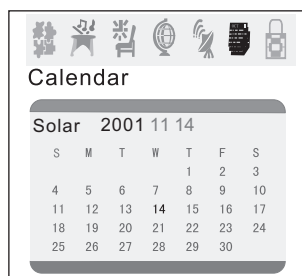 Calendar
Solar 2001 11 14
S M T W T F S
1 2 3
4 5 6 7 8 9 10
11 12 13 14 15 16 17
18 19 20 21 22 23 24
25 26 27 28 29 30